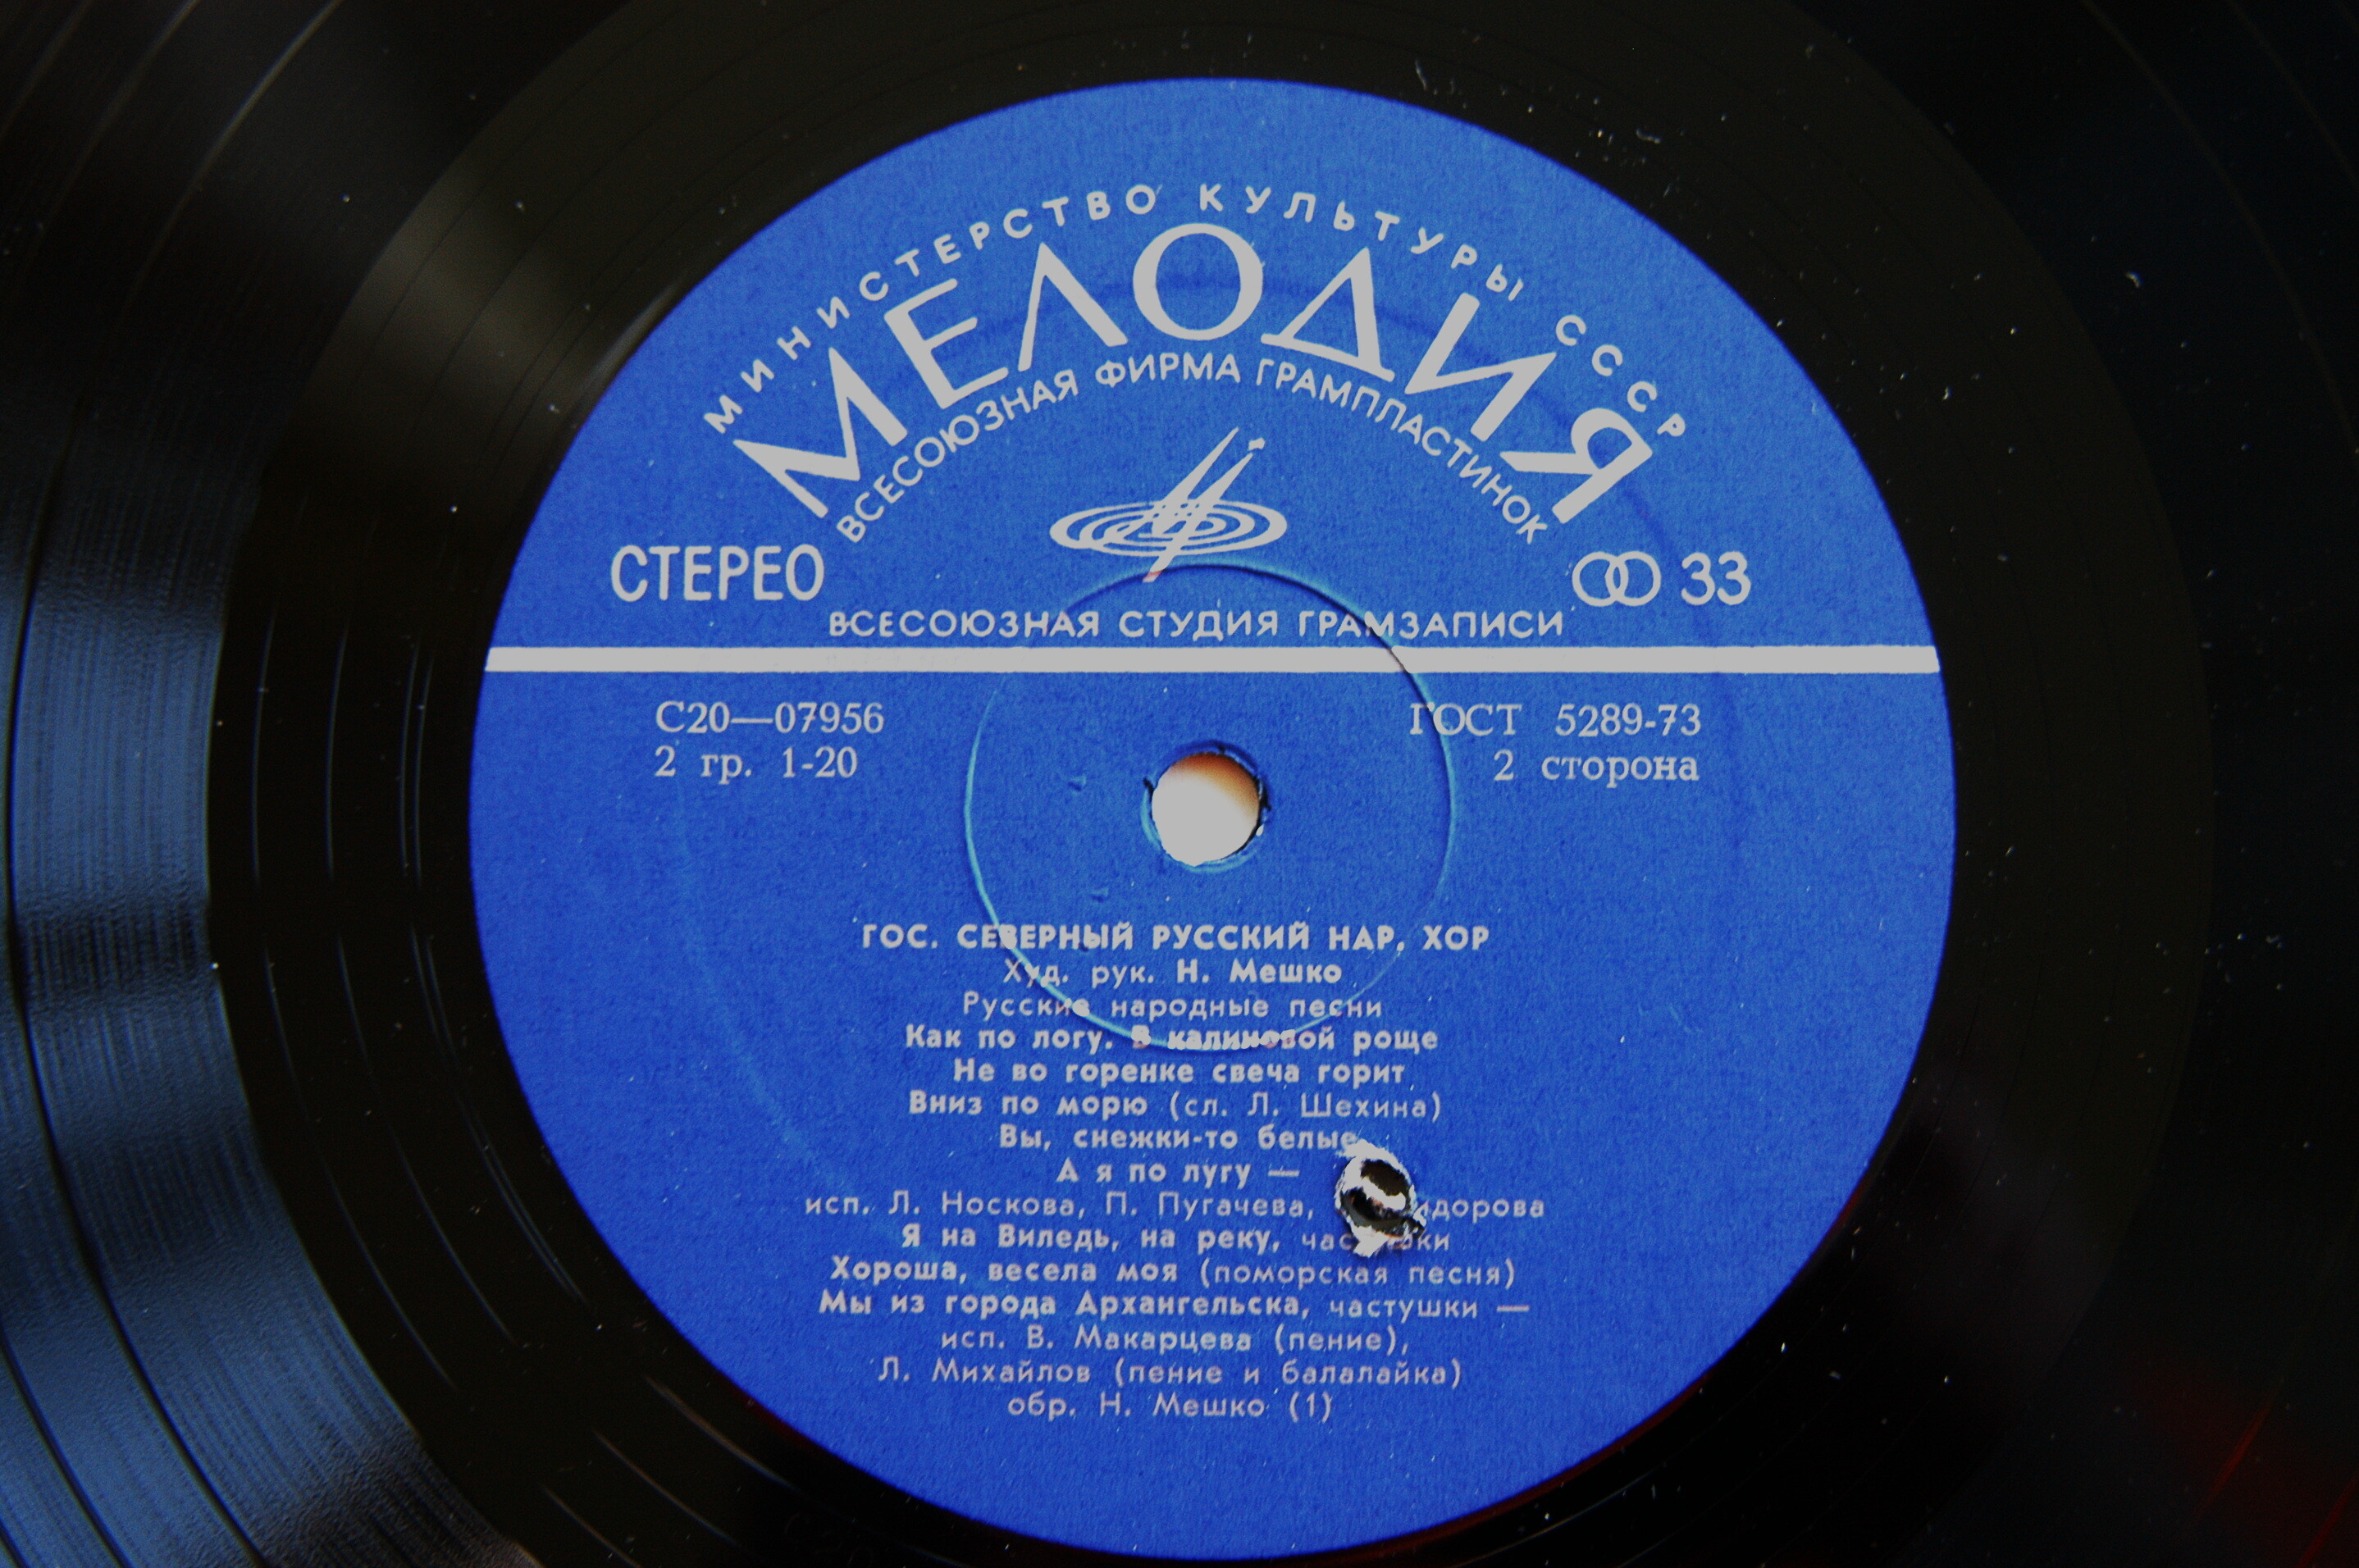 МИНИСТЕРСТВО КУЛЬТУРЫ СССР
МЕЛОДИЯ
ВСЕСОЮЗНАЯ ФИРМА ГРАМПЛАСТИНОК
СТЕРЕО
33
ВСЕСОЮЗНАЯ СТУДИЯ ГРАМЗАПИСИ
С20—07956
ГОСТ 5289-73
2 гр. 1-20
2 сторона
ГОС. СЕВЕРНЫЙ РУССКИЙ НАР. ХОР
Худ. рук. Н. Мешко
Русские народные песни
Как по логу. В калиновой роще
Не во горенке свеча горит
Вниз по морю (сл. Л. Шехина)
Вы, снежки-то белые
А я по лугу —
исп. Л. Носкова, П. Пугачева,
Я на Виледь, на реку,
Хороша, весела моя (поморская песня)
Мы из города Архангельска, частушки —
исп. В. Макарцева (пение),
Л. Михайлов (пение и балалайка)
обр. Н. Мешко (1)